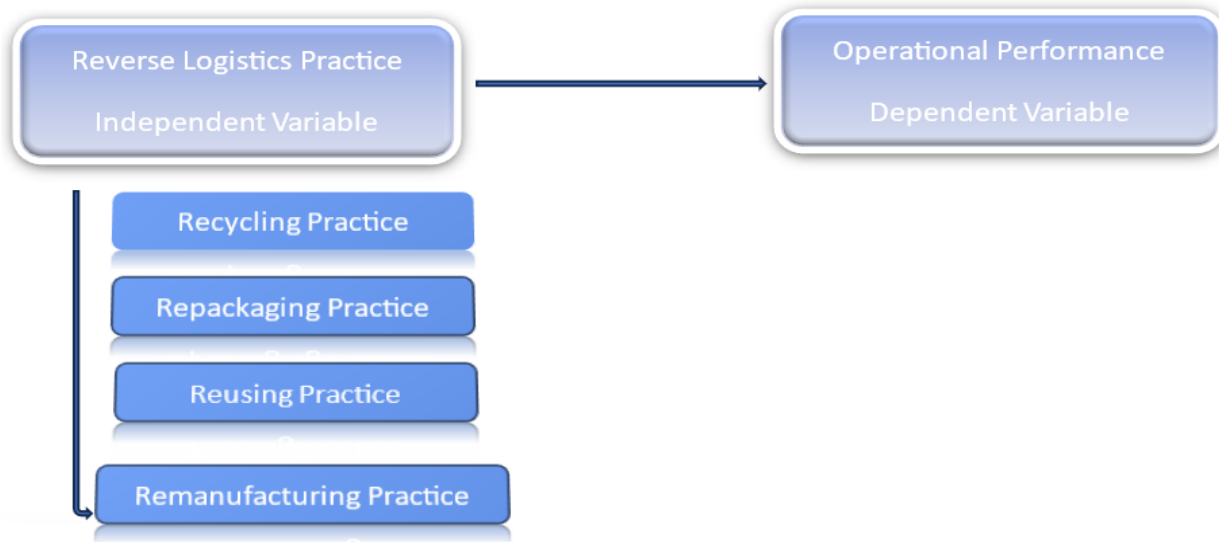 Reverse Logistics Practice
Independent Variable
Operational Performance
Dependent Variable
Recycling Practice
Repackaging Practice
Reusing Practice
Remanufacturing Practice